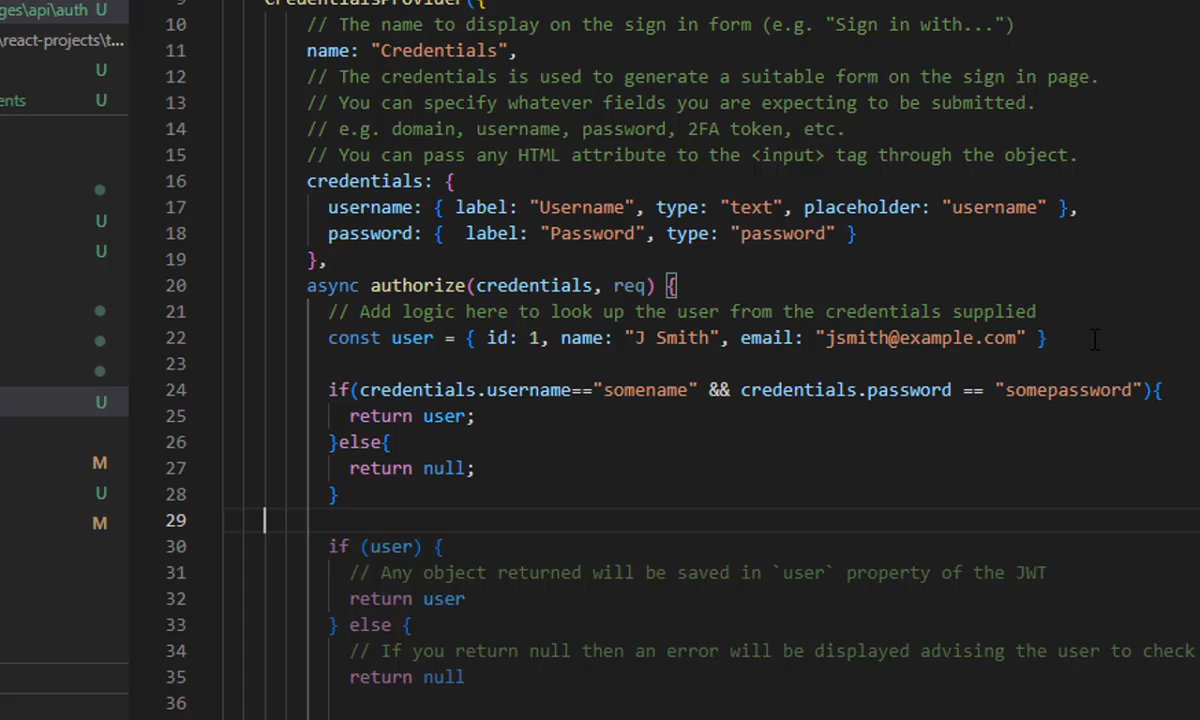 ges\api\auth U
\react-projects\t...
U
ents U
U
U
U
M
U
M
9 CredentialsProvider({
10 // The name to display on the sign in form (e.g. "Sign in with...")
11 name: "Credentials",
12 // The credentials is used to generate a suitable form on the sign in page.
13 // You can specify whatever fields you are expecting to be submitted.
14 // e.g. domain, username, password, 2FA token, etc.
15 // You can pass any HTML attribute to the <input> tag through the object.
16 credentials: {
17 username: { label: "Username", type: "text", placeholder: "username" },
18 password: {  label: "Password", type: "password" }
19 },
20 async authorize(credentials, req) {
21 // Add logic here to look up the user from the credentials supplied
22 const user = { id: 1, name: "J Smith", email: "jsmith@example.com" }
23
24 if(credentials.username=="somename" && credentials.password == "somepassword"){
25 return user;
26 }else{
27 return null;
28 }
29
30 if (user) {
31 // Any object returned will be saved in `user` property of the JWT
32 return user
33 } else {
34 // If you return null then an error will be displayed advising the user to check
35 return null
36